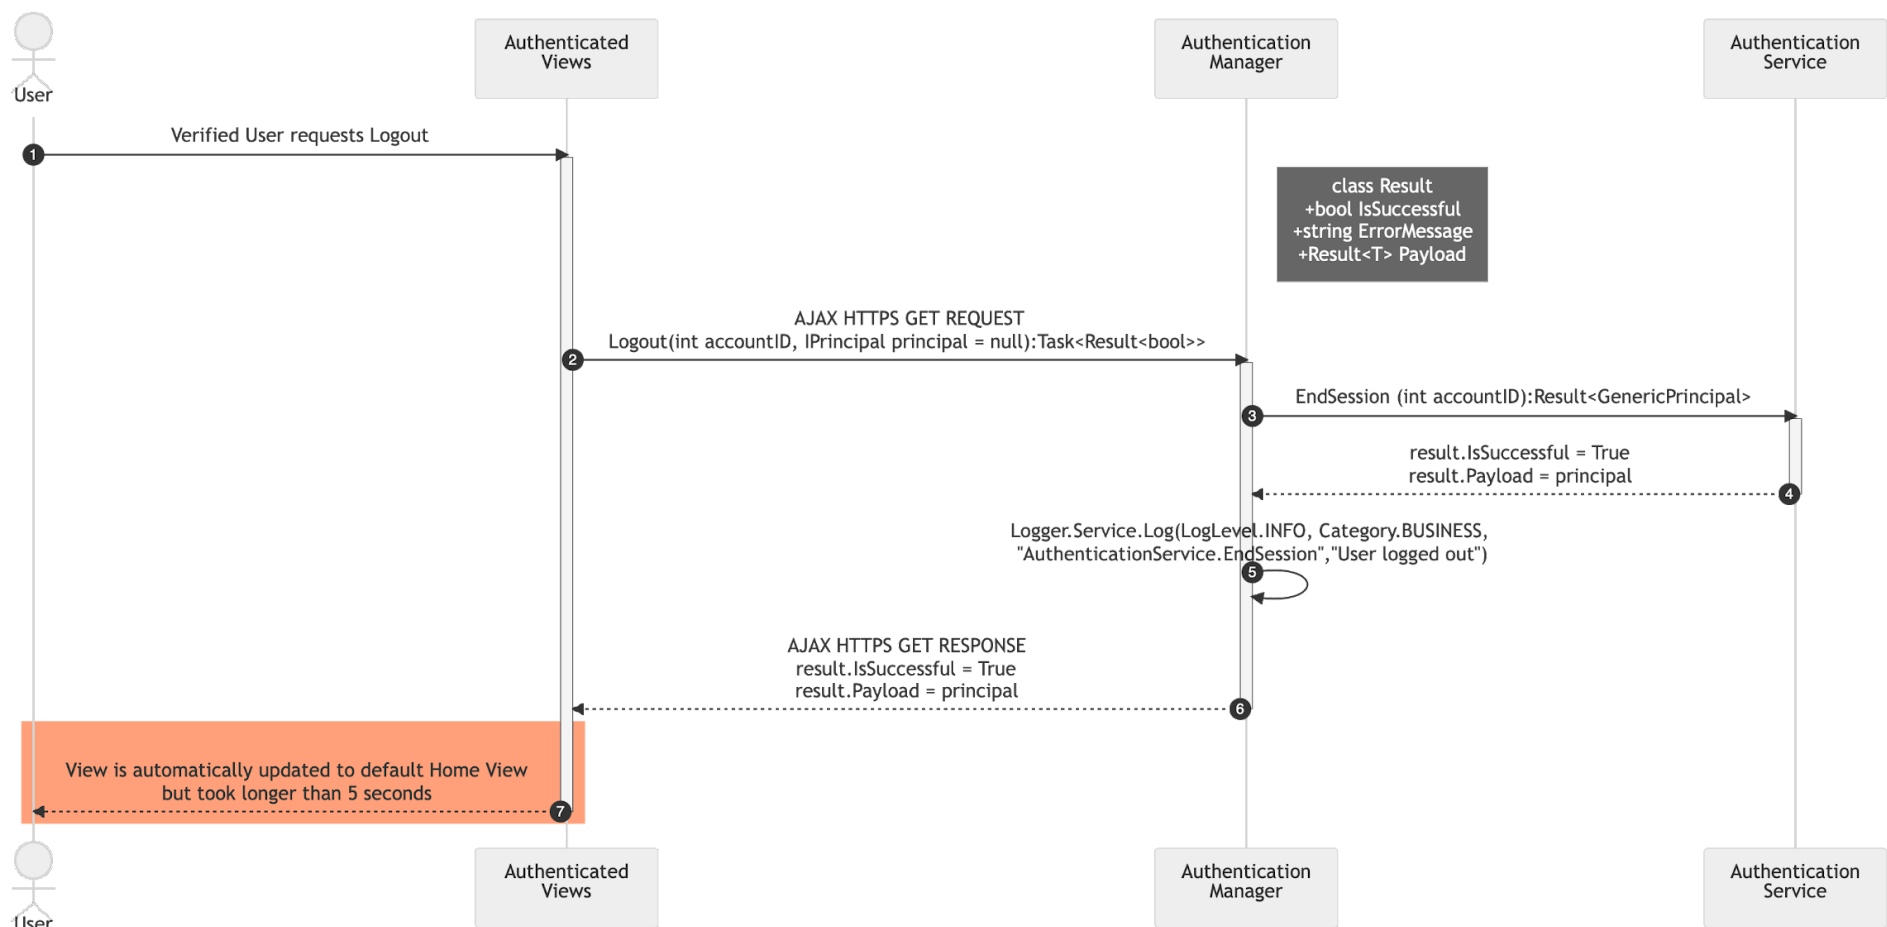 User
Authenticated
Views
Authentication
Manager
Authentication
Service
Verified User requests Logout
1
class Result
+bool IsSuccessful
+string ErrorMessage
+Result<T> Payload
AJAX HTTPS GET REQUEST
Logout(int accountID, IPrincipal principal = null):Task<Result<bool>>
2
EndSession (int accountID):Result<GenericPrincipal>
3
result.IsSuccessful = True
result.Payload = principal
4
Logger.Service.Log(LogLevel.INFO, Category.BUSINESS,
"AuthenticationService.EndSession","User logged out")
5
AJAX HTTPS GET RESPONSE
result.IsSuccessful = True
result.Payload = principal
6
View is automatically updated to default Home View
but took longer than 5 seconds
7
User
Authenticated
Views
Authentication
Manager
Authentication
Service